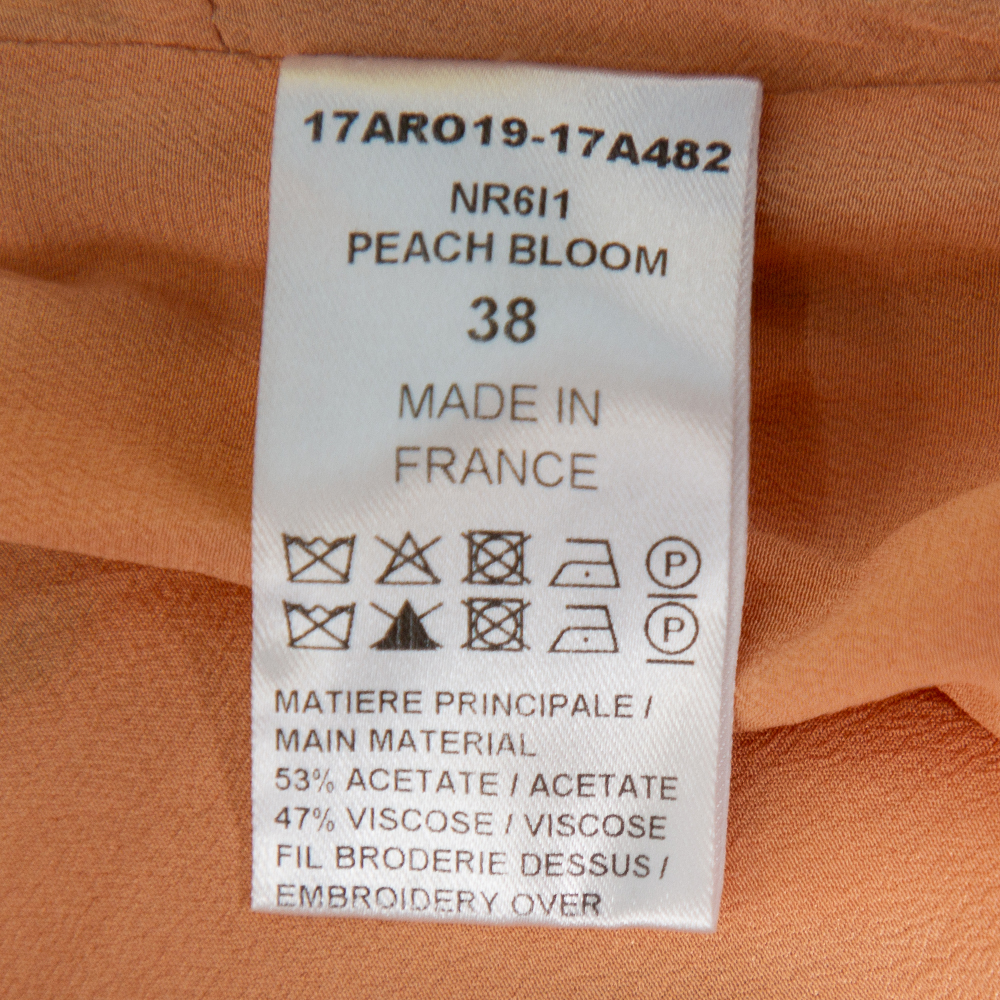 17ARO19-17A482
NR6I1
PEACH BLOOM
38
MADE IN
FRANCE
P
P
MATIERE PRINCIPALE /
MAIN MATERIAL
53% ACETATE / ACETATE
47% VISCOSE / VISCOSE
FIL BRODERIE DESSUS /
EMBROIDERY OVER